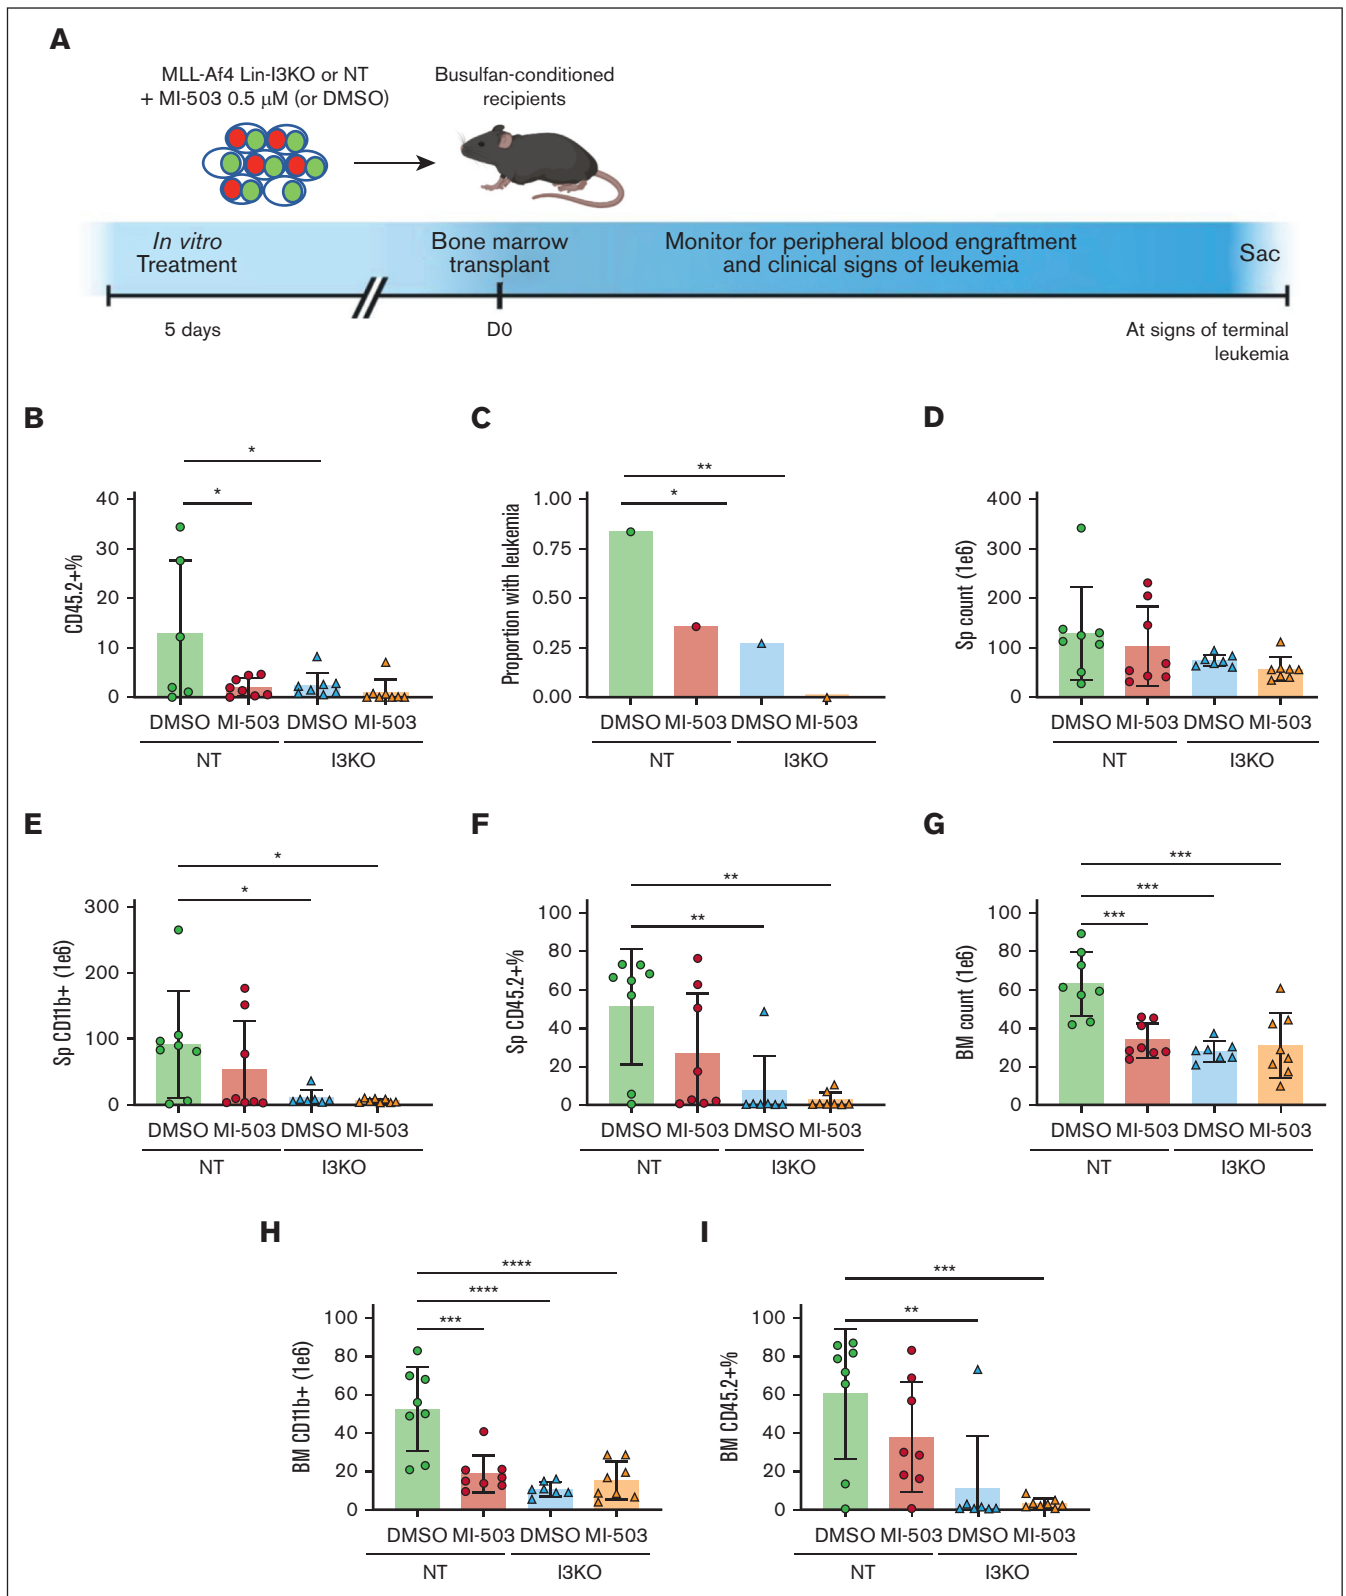 A
MLL-Af4 Lin-I3KO or NT
+ MI-503 0.5 μM (or DMSO)
Busulfan-conditioned
recipients
In vitro
Treatment
Bone marrow
transplant
Monitor for peripheral blood engraftment
and clinical signs of leukemia
Sac
5 days
D0
At signs of terminal
leukemia
B
*
*
CD45.2+%
40
30
20
10
0
DMSO MI-503 DMSO MI-503
NT I3KO
C
**
*
Proportion with leukemia
1.00
0.75
0.50
0.25
0.00
DMSO MI-503 DMSO MI-503
NT I3KO
D
Sp count (1e6)
400
300
200
100
0
DMSO MI-503 DMSO MI-503
NT I3KO
E
*
*
Sp CD11b+ (1e6)
300
200
100
0
DMSO MI-503 DMSO MI-503
NT I3KO
F
**
**
Sp CD45.2+%
100
80
60
40
20
0
DMSO MI-503 DMSO MI-503
NT I3KO
G
***
***
***
BM count (1e6)
100
80
60
40
20
0
DMSO MI-503 DMSO MI-503
NT I3KO
H
****
****
***
BM CD11b+ (1e6)
100
80
60
40
20
0
DMSO MI-503 DMSO MI-503
NT I3KO
I
***
**
BM CD45.2+%
100
80
60
40
20
0
DMSO MI-503 DMSO MI-503
NT I3KO